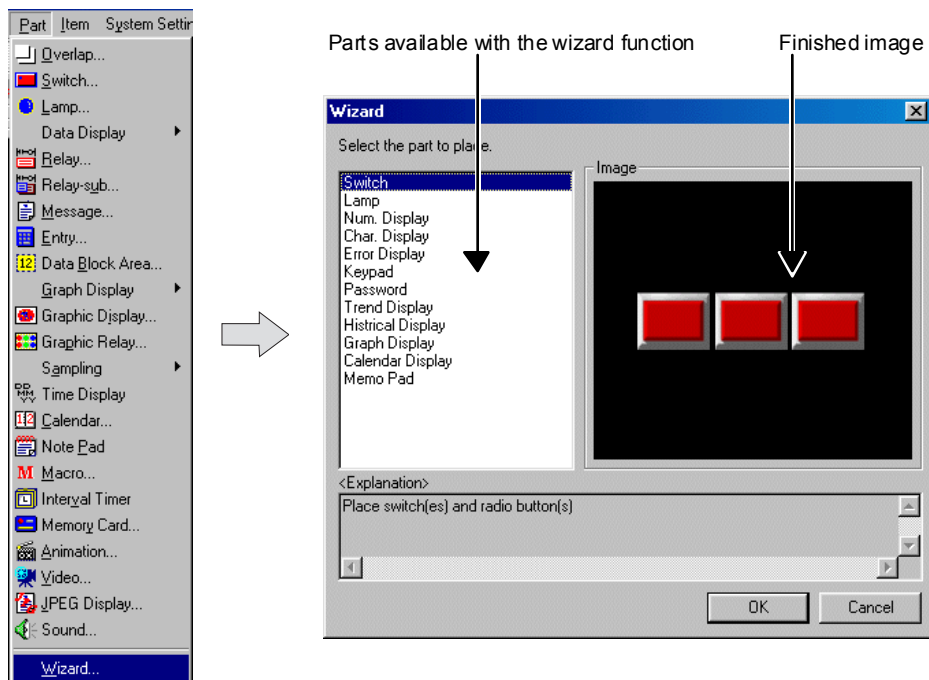 Part Item System Settin
Overlap...
Switch...
Lamp...
Data Display
Relay...
Relay-sub...
Message...
Entry...
12 Data Block Area...
Graph Display
Graphic Display...
Graphic Relay...
Sampling
Time Display
Calendar...
Note Pad
M Macro...
Interval Timer
Memory Card...
Animation...
Video...
JPEG Display...
Sound...
Wizard...
Parts available with the wizard function
Finished image
Wizard
Select the part to place.
Switch
Lamp
Num. Display
Char. Display
Error Display
Keypad
Password
Trend Display
Histrical Display
Graph Display
Calendar Display
Memo Pad
Image
<Explanation>
Place switch(es) and radio button(s)
OK
Cancel